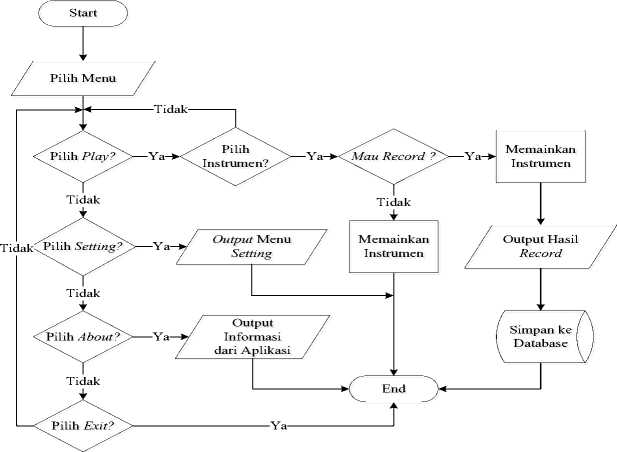 Start
Pilih Menu
Tidak
Pilih Play?
Ya
Pilih
Instrumen?
Ya
Mau Record ?
Ya
Memainkan
Instrumen
Tidak
Tidak
Tidak
Pilih Setting?
Ya
Output Menu
Setting
Memainkan
Instrumen
Output Hasil
Record
Tidak
Pilih About?
Ya
Output
Informasi
dari Aplikasi
Simpan ke
Database
Tidak
End
Pilih Exit?
Ya